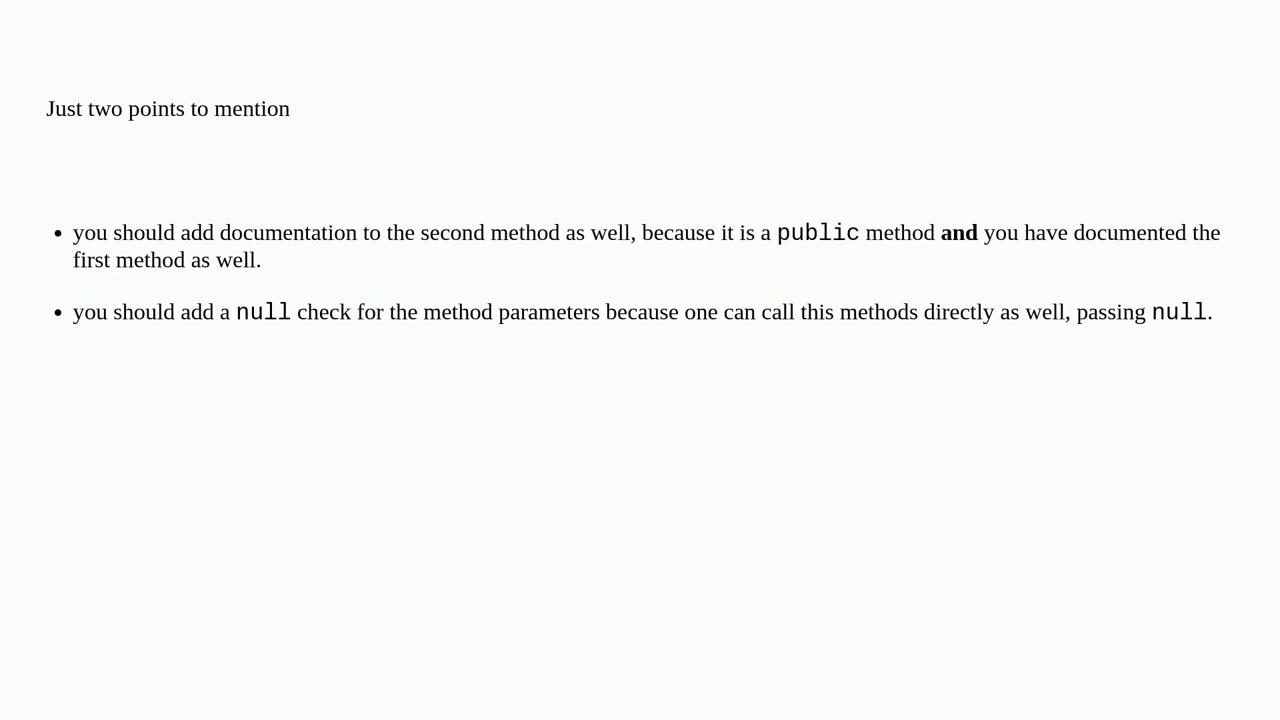 Just two points to mention
• you should add documentation to the second method as well, because it is a public method and you have documented the
first method as well.
• you should add a null check for the method parameters because one can call this methods directly as well, passing null.